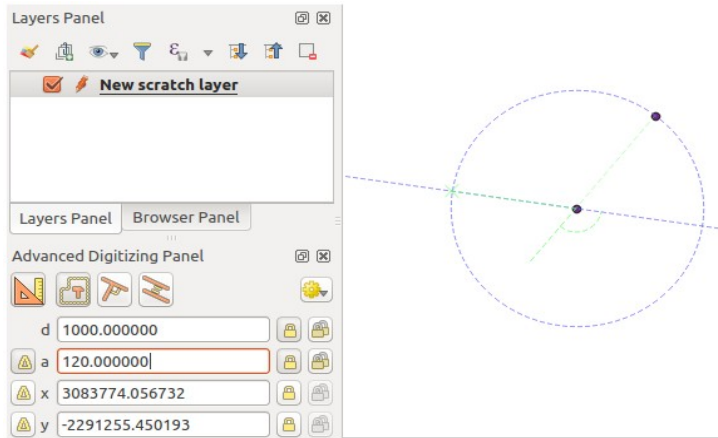 Layers Panel
New scratch layer
Layers Panel Browser Panel
Advanced Digitizing Panel
d 1000.000000
a 120.000000
x 3083774.056732
y -2291255.450193